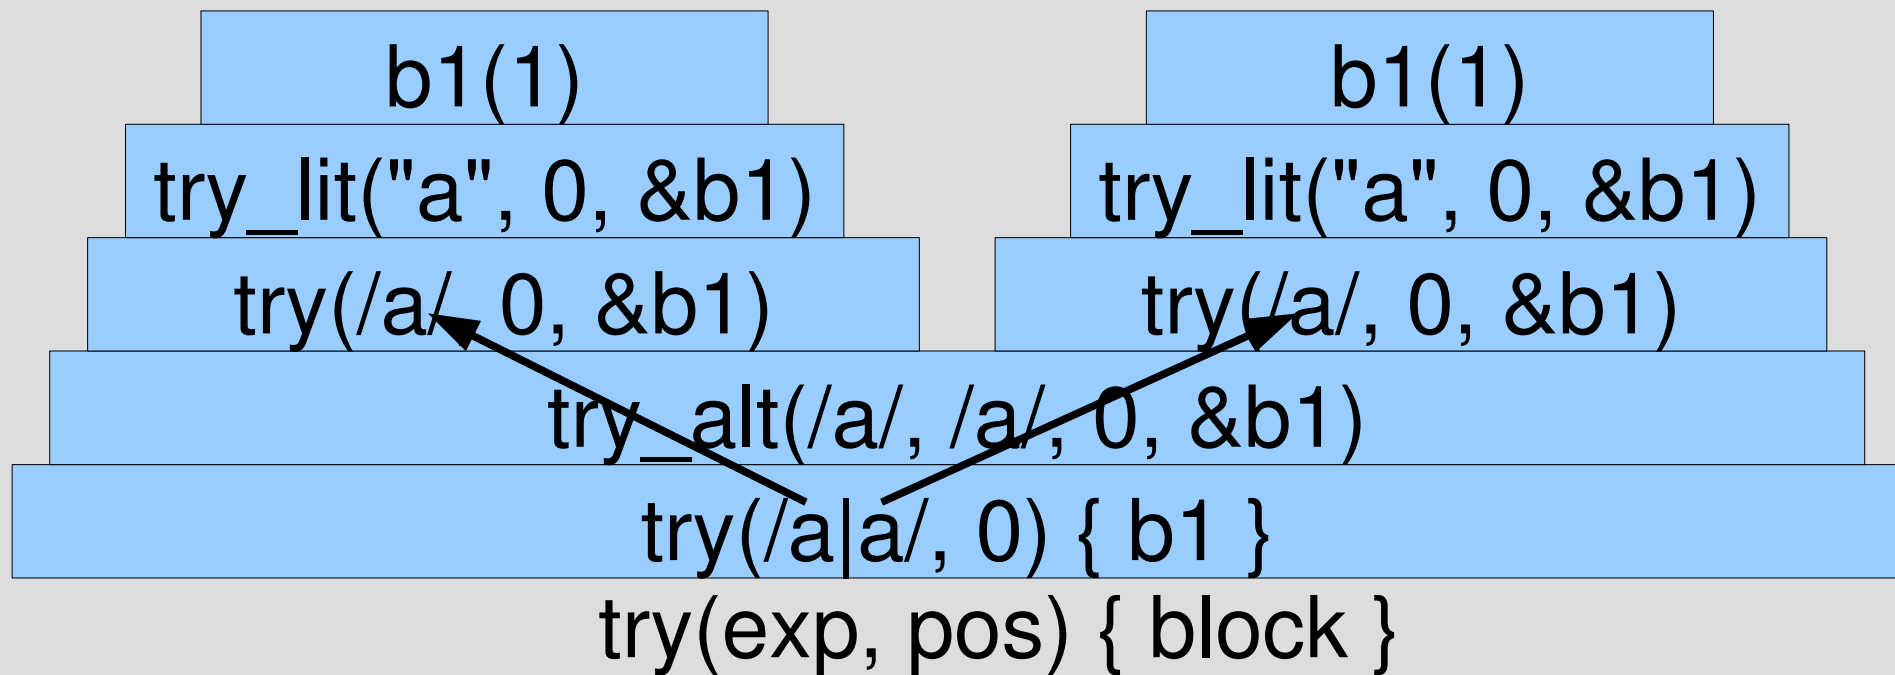 b1(1)
b1(1)
try_lit("a", 0, &b1)
try_lit("a", 0, &b1)
try(/a/, 0, &b1)
try(/a/, 0, &b1)
try_alt(/a/, /a/, 0, &b1)
try(/a|a/, 0) { b1 }
try(exp, pos) { block }